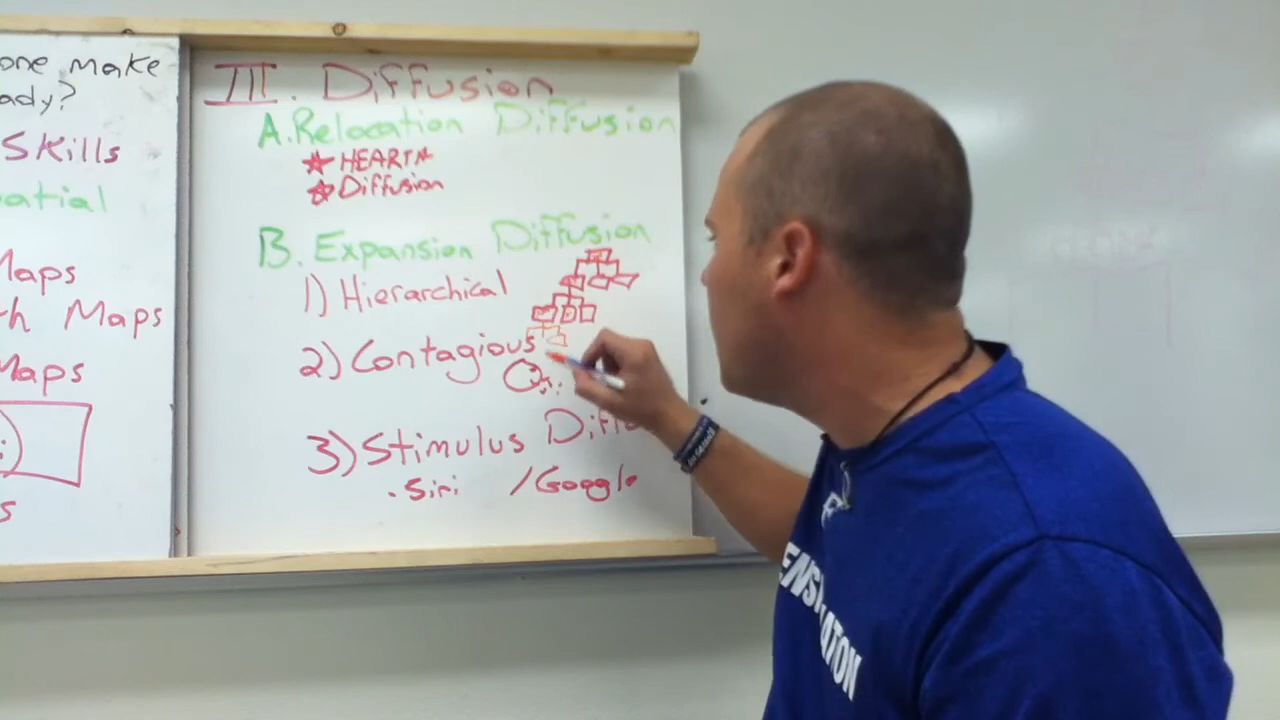 one make
ady?
Skills
atial
Maps
h Maps
Maps
s
III. Diffusion
A. Relocation Diffusion
HEARTH
Diffusion
B. Expansion Diffusion
1) Hierarchical
2) Contagious
3) Stimulus Diffu
. Siri /Google